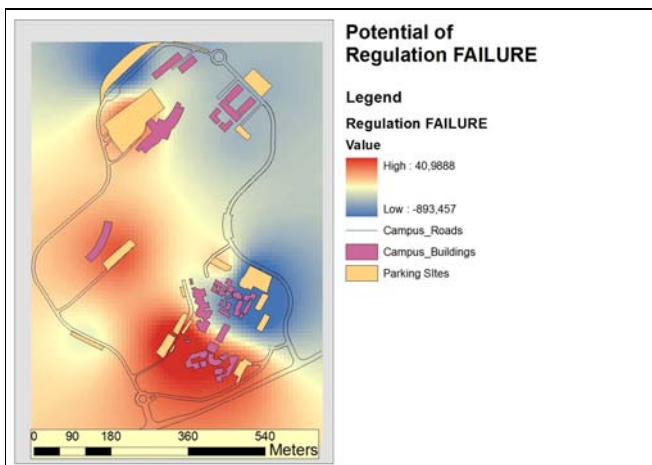 Potential of
Regulation FAILURE
Legend
Regulation FAILURE
Value
High : 40,9888
Low : -893,457
Campus_Roads
Campus_Buildings
Parking SItes
0 90 180 360 540
Meters